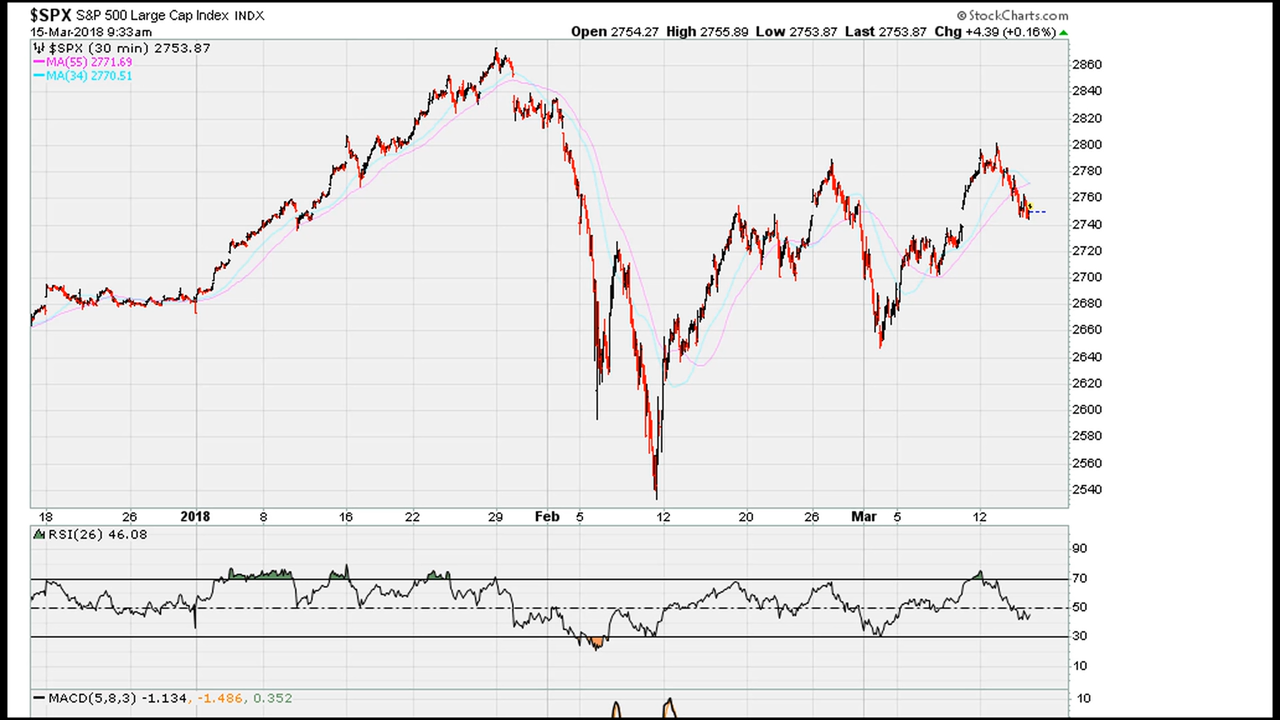 $SPX S&P 500 Large Cap Index INDX ©StockCharts.com
15-Mar-2018 9:33am Open 2754.27 High 2755.89 Low 2753.87 Last 2753.87 Chg +4.39 (+0.16%)
$SPX (30 min) 2753.87
MA(55) 2771.69
MA(34) 2770.51
2860
2840
2820
2800
2780
2760
2740
2720
2700
2680
2660
2640
2620
2600
2580
2560
2540
18 26 2018 8 16 22 29 Feb 5 12 20 26 Mar 5 12
RSI(26) 46.08
90
70
50
30
10
MACD(5,8,3) -1.134, -1.486, 0.352
10